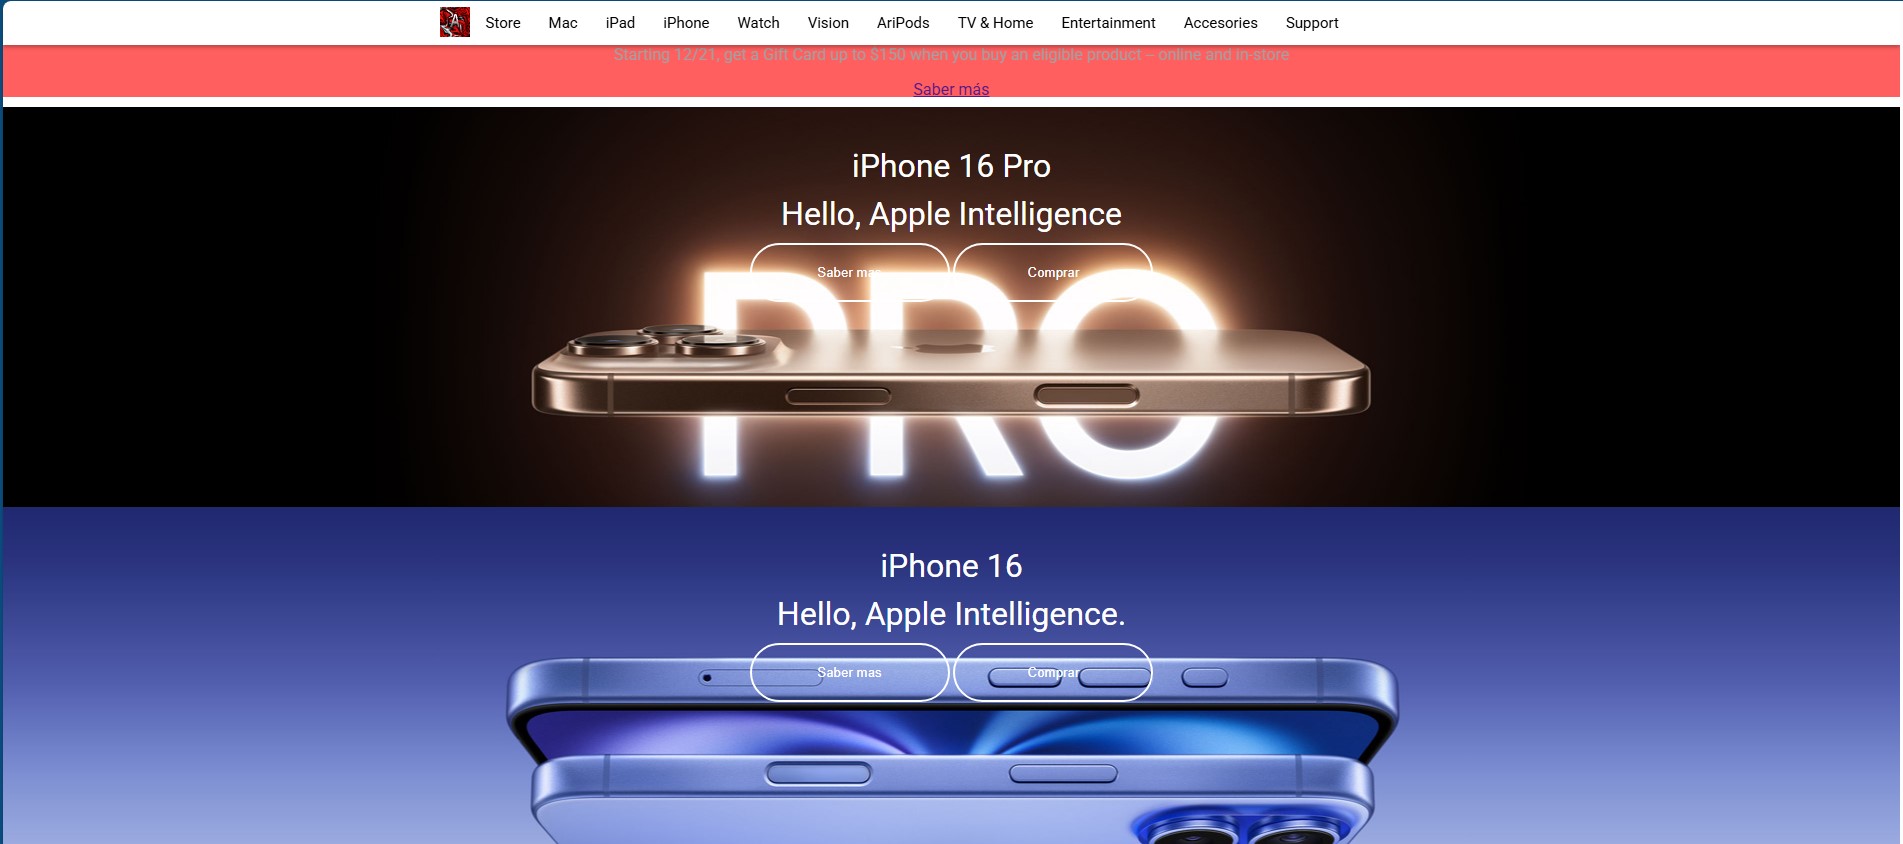 Store Mac iPad iPhone Watch Vision AriPods TV & Home Entertainment Accesories Support
Starting 12/21, get a Gift Card up to $150 when you buy an eligible product – online and in-store
Saber más
iPhone 16 Pro
Hello, Apple Intelligence
Saber mas Comprar
PRO
iPhone 16
Hello, Apple Intelligence.
Saber mas Comprar